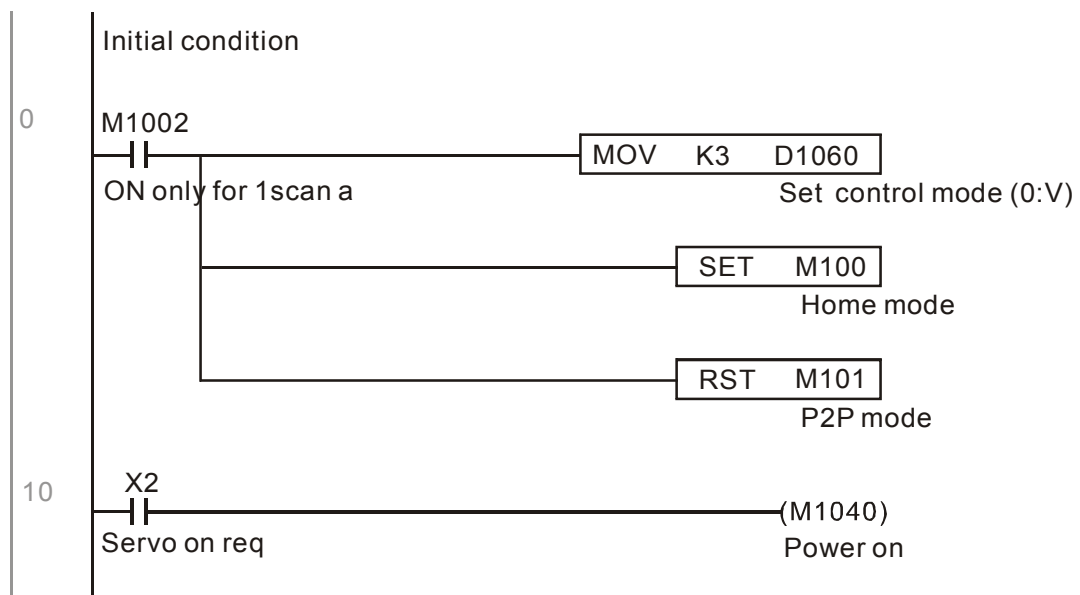 Initial condition
0
M1002
MOV K3 D1060
ON only for 1scan a
Set control mode (0:V)
SET M100
Home mode
RST M101
P2P mode
10
X2
(M1040)
Servo on req
Power on